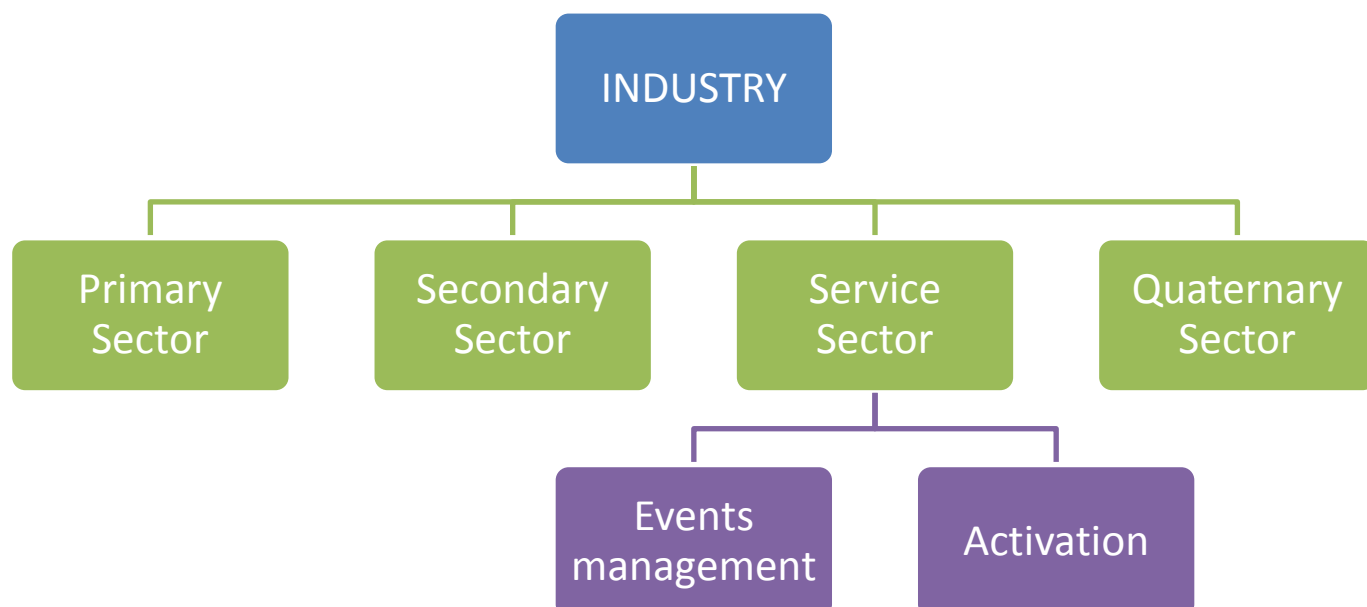 INDUSTRY
Primary
Sector
Secondary
Sector
Service
Sector
Quaternary
Sector
Events
management
Activation